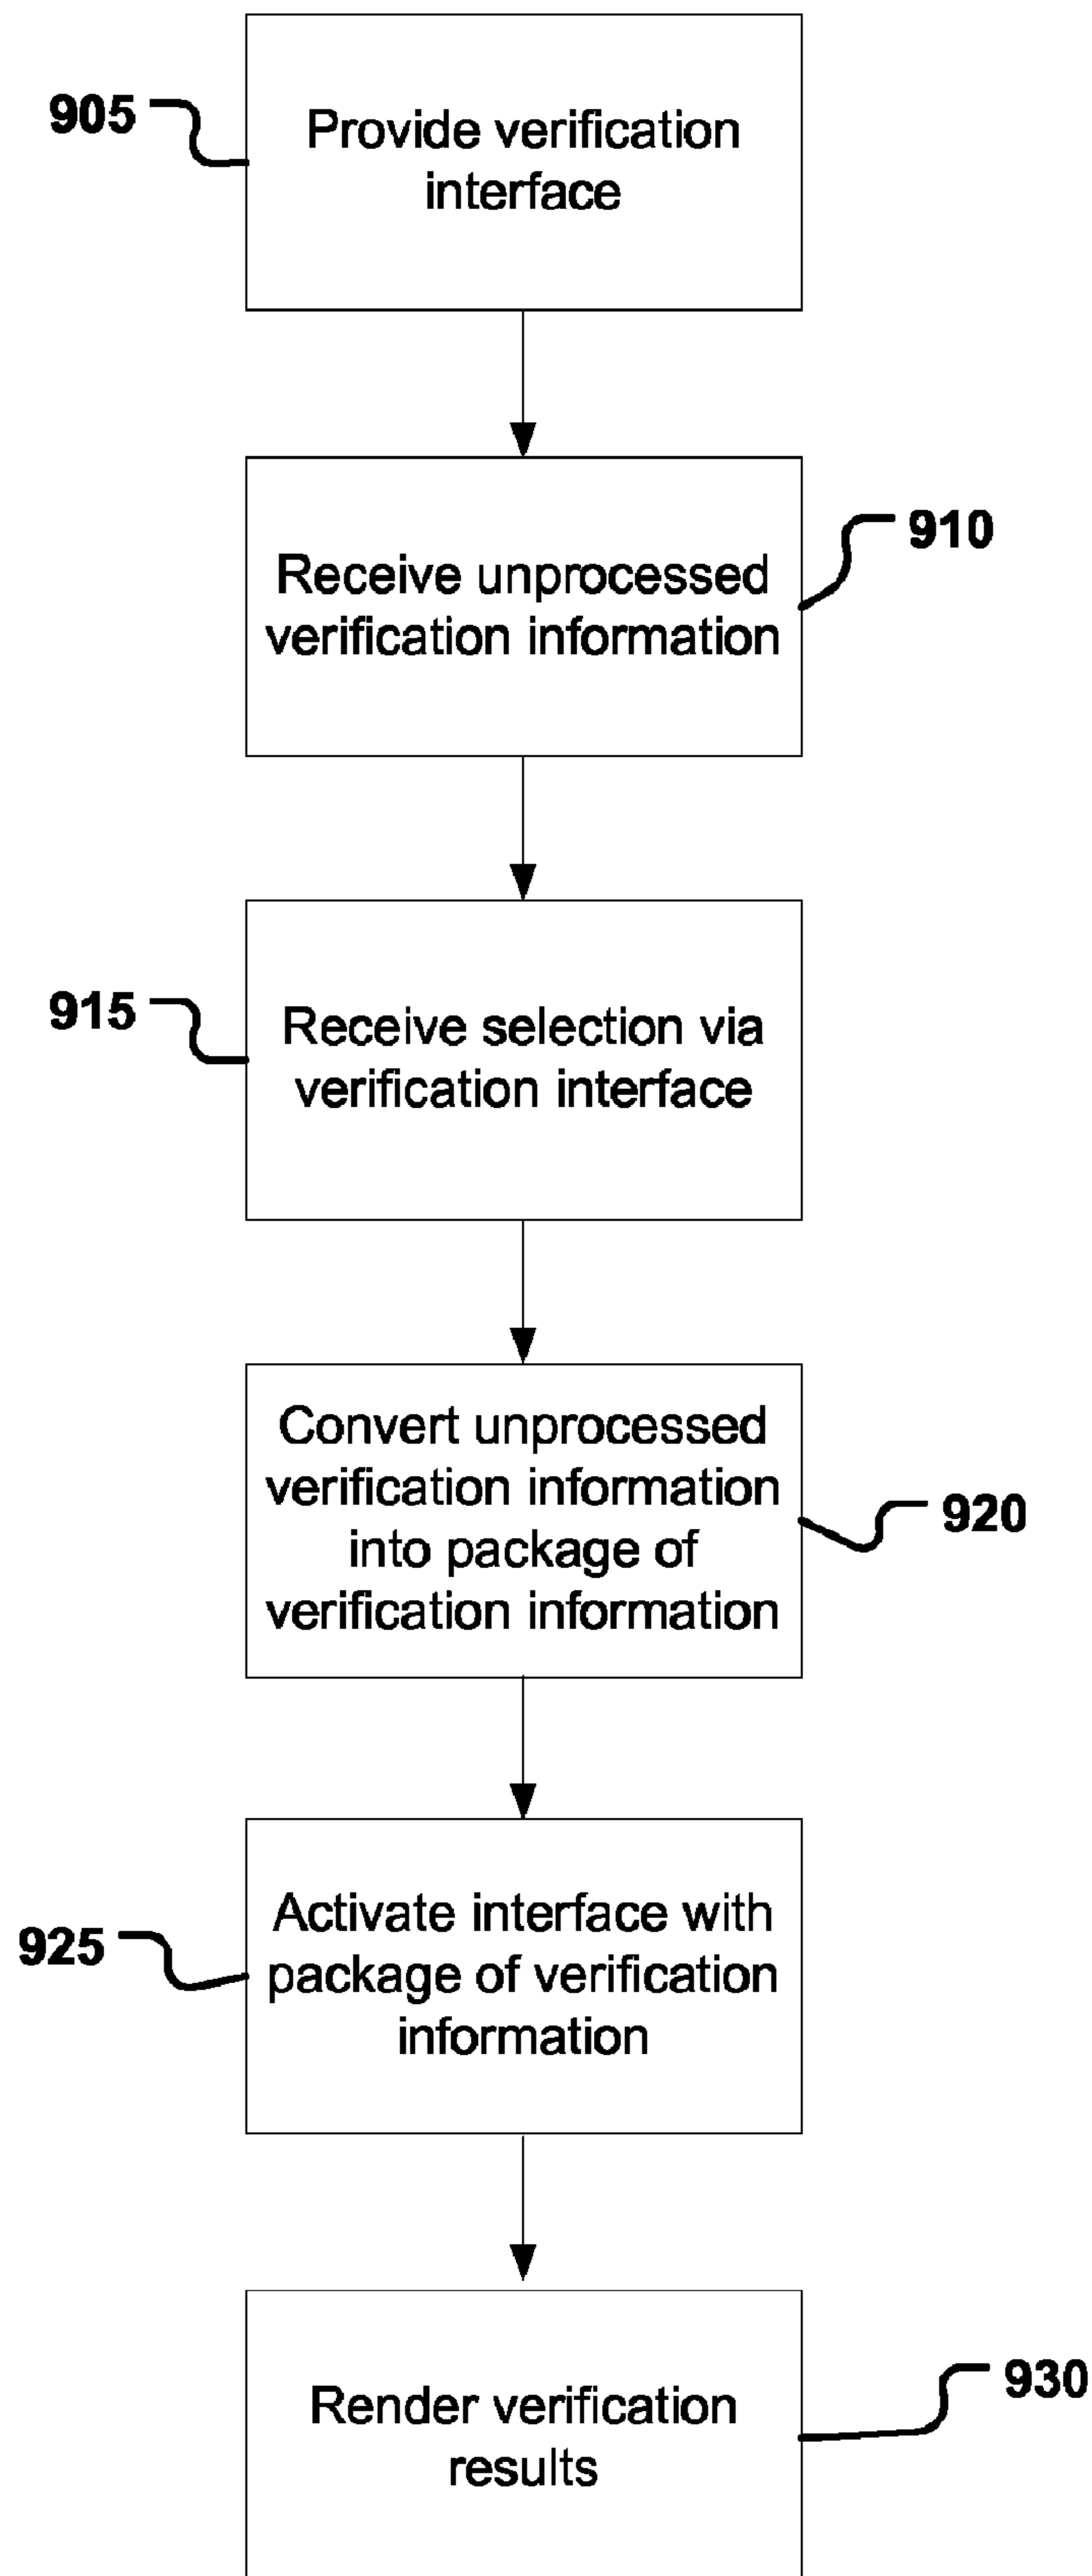 905
Provide verification
interface
Receive unprocessed
verification information
910
915
Receive selection via
verification interface
Convert unprocessed
verification information
into package of
verification information
920
925
Activate interface with
package of verification
information
Render verification
results
930